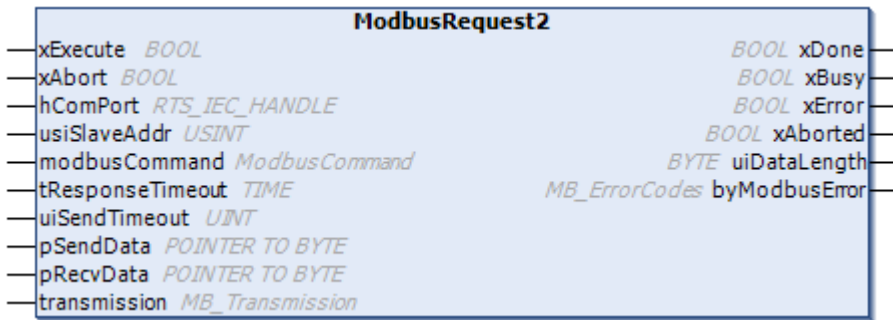 ModbusRequest2
xExecute BOOL BOOL xDone
xAbort BOOL BOOL xBusy
hComPort RTS_IEC_HANDLE BOOL xError
usiSlaveAddr USINT BOOL xAborted
modbusCommand ModbusCommand BYTE uiDataLength
tResponseTimeout TIME MB_ErrorCodes byModbusError
uiSendTimeout UINT
pSendData POINTER TO BYTE
pRecvData POINTER TO BYTE
transmission MB_Transmission